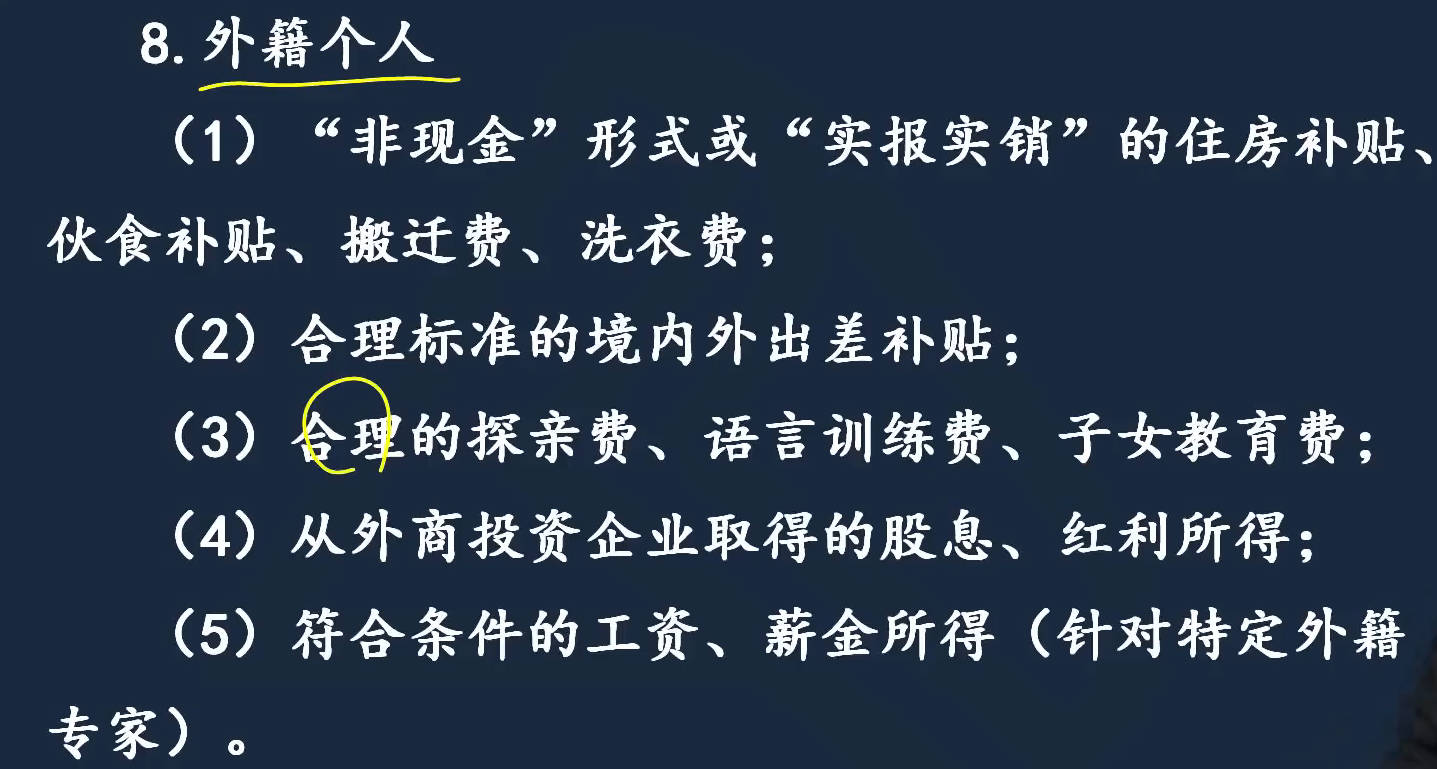 8. 外籍个人
（1）“非现金”形式或“实报实销”的住房补贴、
伙食补贴、搬迁费、洗衣费；
（2）合理标准的境内外出差补贴；
（3）合理的探亲费、语言训练费、子女教育费；
（4）从外商投资企业取得的股息、红利所得；
（5）符合条件的工资、薪金所得（针对特定外籍
专家）。